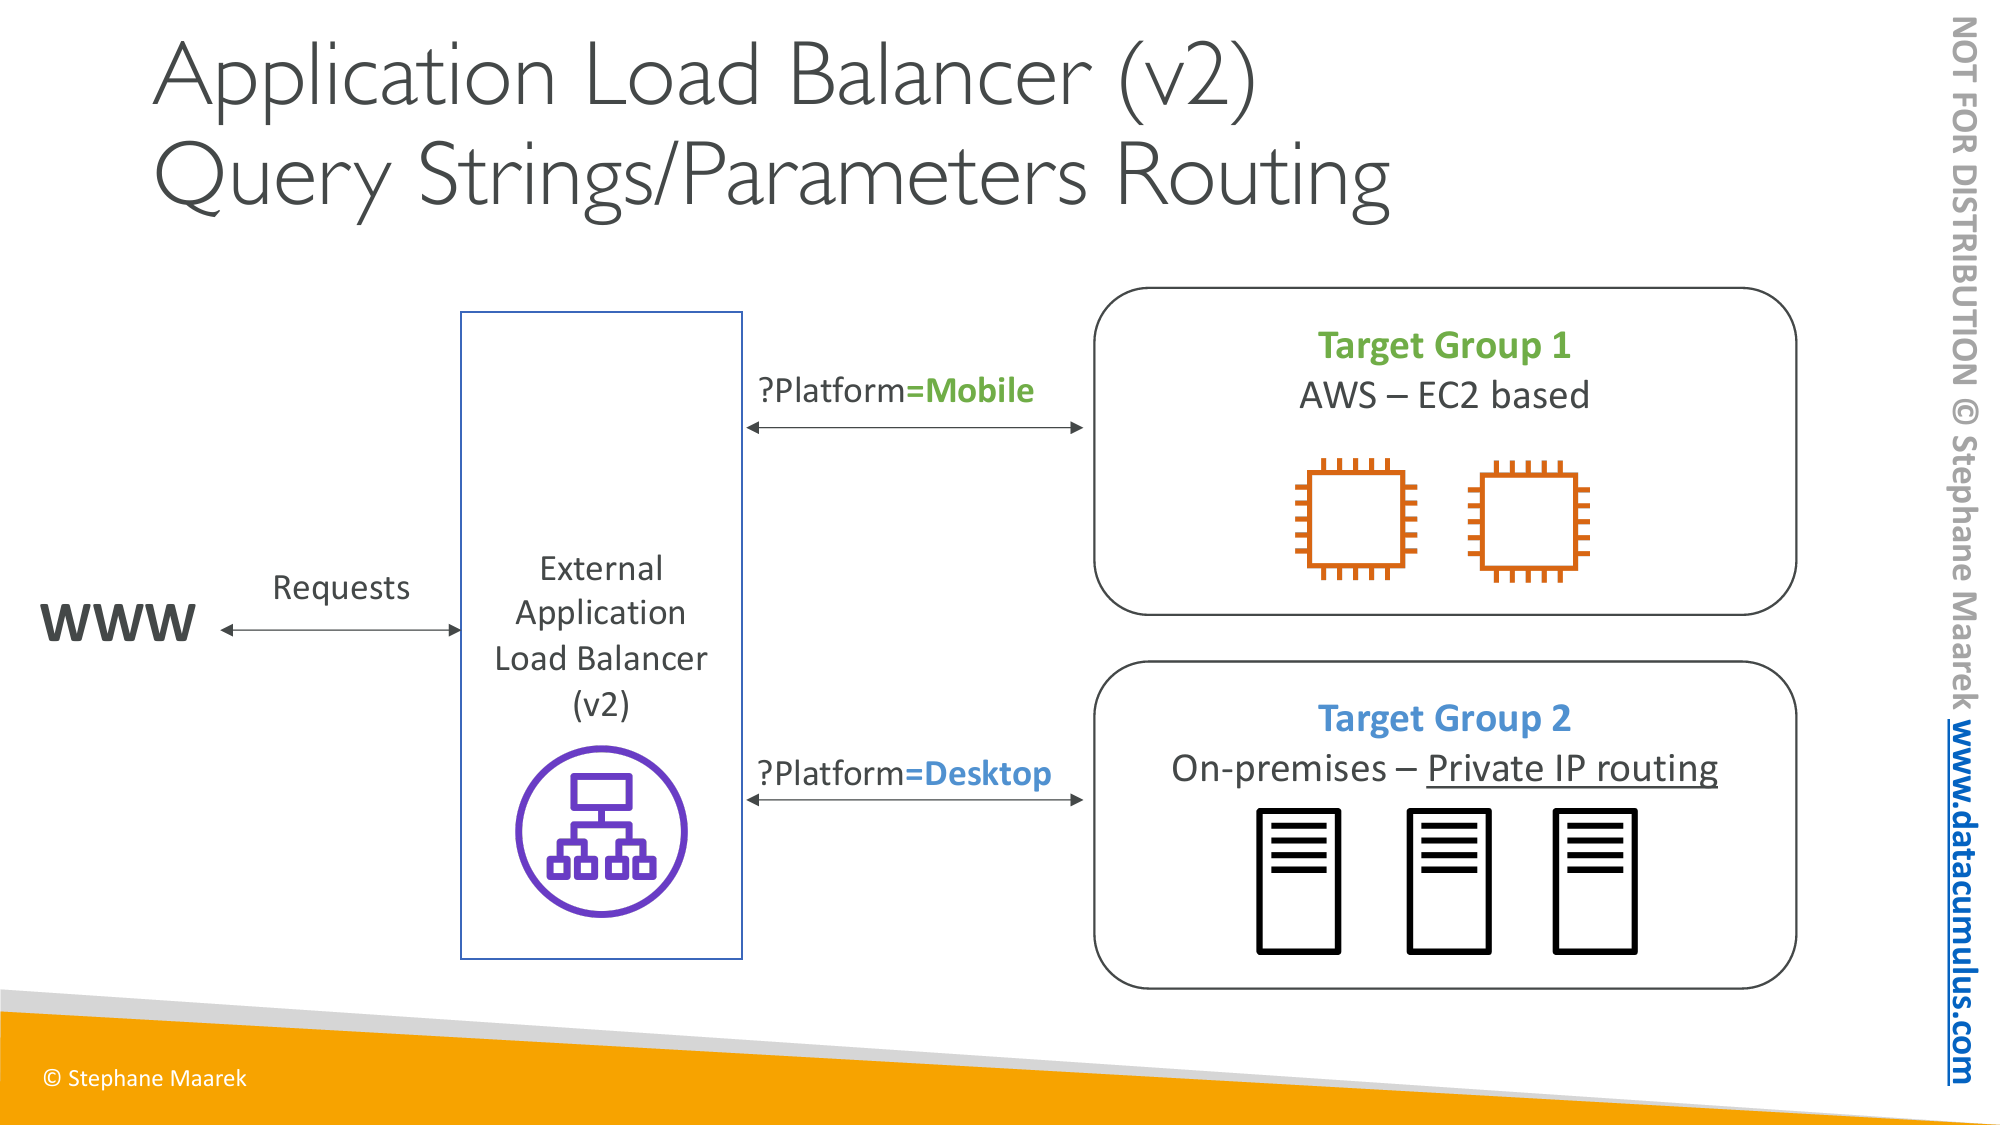 Application Load Balancer (v2)
Query Strings/Parameters Routing
WWW
Requests
External
Application
Load Balancer
(v2)
?Platform=Mobile
Target Group 1
AWS – EC2 based
?Platform=Desktop
Target Group 2
On-premises – Private IP routing
© Stephane Maarek
NOT FOR DISTRIBUTION © Stephane Maarek www.datacumulus.com